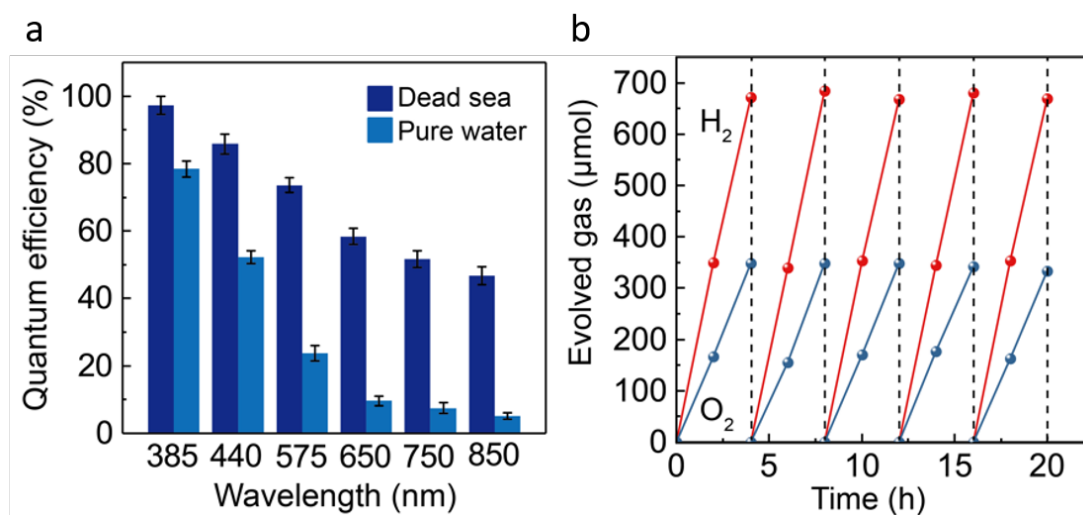 a
Quantum efficiency (%)
100
80
60
40
20
0
Dead sea
Pure water
385 440 575 650 750 850
Wavelength (nm)
b
Evolved gas (μmol)
700
600
500
400
300
200
100
0
H₂
O₂
0 5 10 15 20
Time (h)